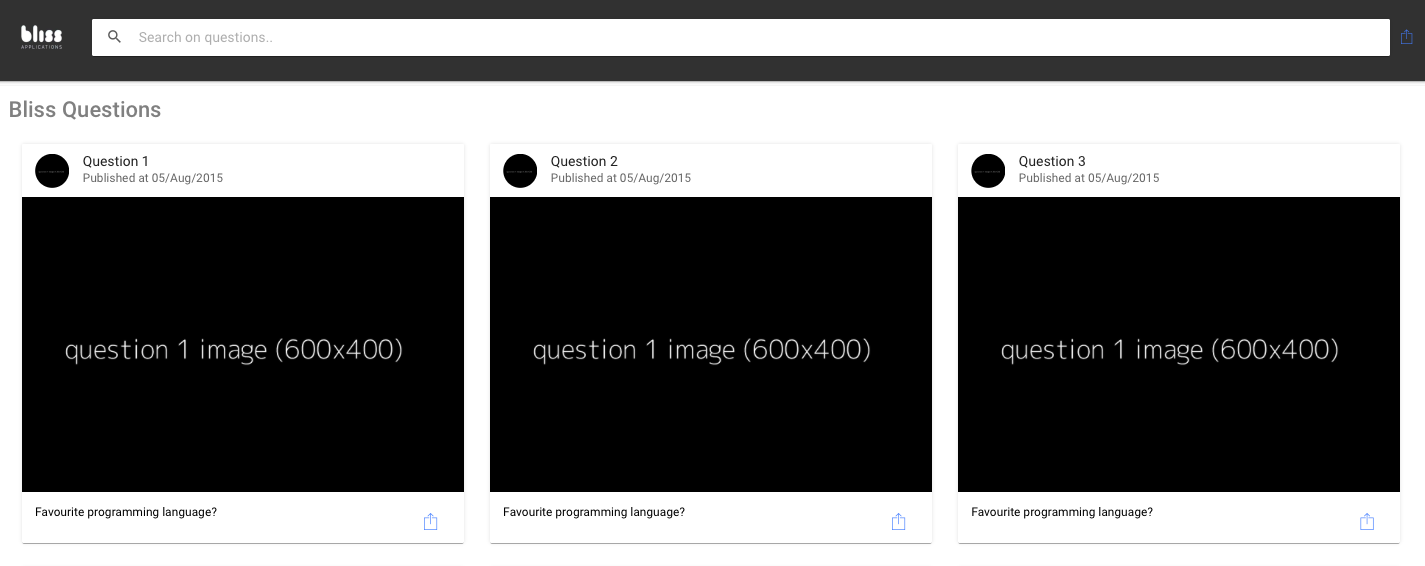 bliss
APPLICATIONS
Search on questions..
Bliss Questions
Question 1
Published at 05/Aug/2015
question 1 image (600x400)
Favourite programming language?
Question 2
Published at 05/Aug/2015
question 1 image (600x400)
Favourite programming language?
Question 3
Published at 05/Aug/2015
question 1 image (600x400)
Favourite programming language?